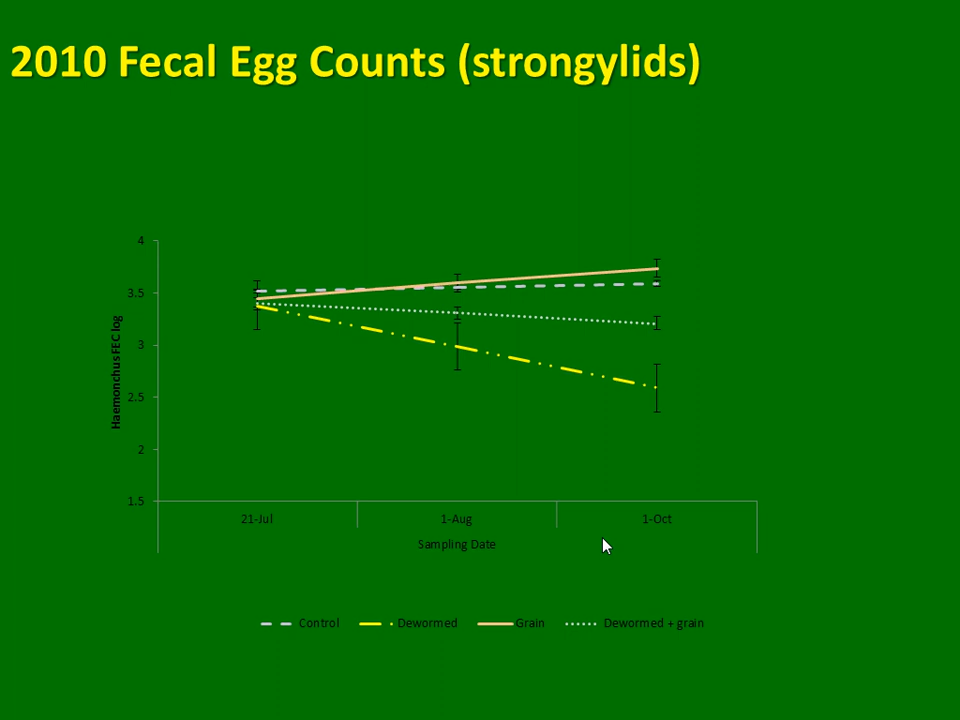 2010 Fecal Egg Counts (strongylids)
4
3.5
3
2.5
2
1.5
Haemonchus FEC log
21-Jul 1-Aug 1-Oct
Sampling Date
Control Dewormed Grain Dewormed + grain